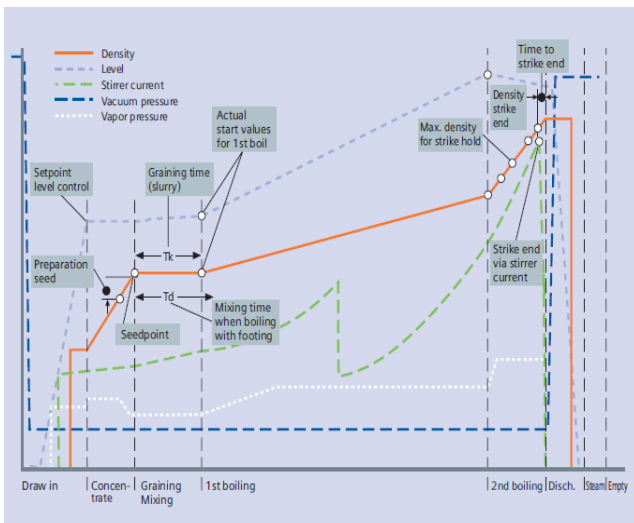 Density
Level
Stirrer current
Vacuum pressure
Vapor pressure
Time to
strike end
Density
strike
end
Actual
start values
for 1st boil
Max. density
for strike hold
Setpoint
level control
Graining time
(slurry)
Preparation
seed
Tk
Td
Strike end
via stirrer
current
Seedpoint
Mixing time
when boiling
with footing
Draw in
Concen-
trate
Graining
Mixing
1st boiling
2nd boiling
Disch.
Steam
Empty